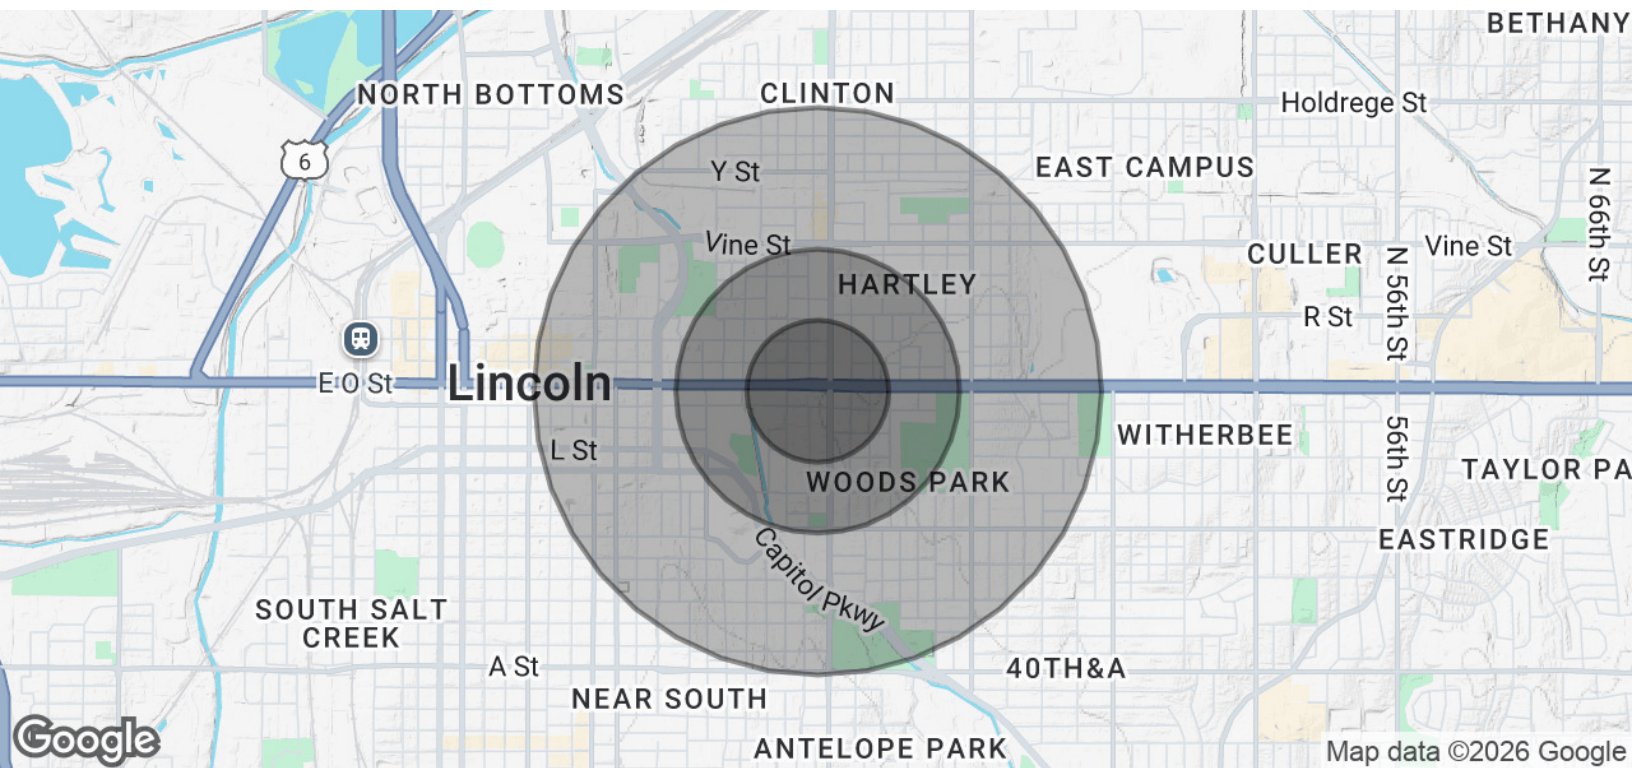 BETHANY
NORTH BOTTOMS
CLINTON
Holdrege St
6
Y St
EAST CAMPUS
N 66th St
Vine St
CULLER
Vine St
HARTLEY
N 56th St
R St
E O St
Lincoln
L St
WITHERBEE
56th St
WOODS PARK
TAYLOR PA
EASTRIDGE
Capitol Pkwy
SOUTH SALT
CREEK
A St
40TH&A
NEAR SOUTH
ANTELOPE PARK
Google
Map data ©2026 Google